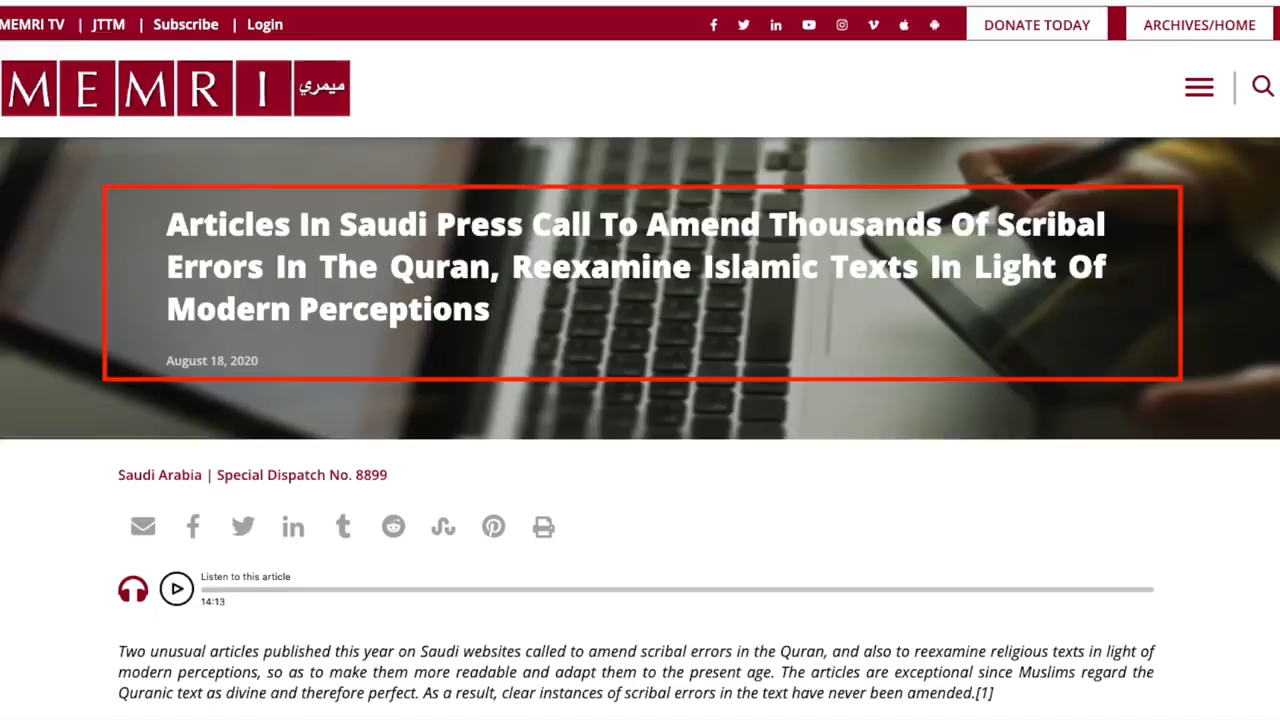 MEMRI TV | JTTM | Subscribe | Login
DONATE TODAY
ARCHIVES/HOME
MEMRI ميمري
Articles In Saudi Press Call To Amend Thousands Of Scribal
Errors In The Quran, Reexamine Islamic Texts In Light Of
Modern Perceptions
August 18, 2020
Saudi Arabia | Special Dispatch No. 8899
Listen to this article
14:13
Two unusual articles published this year on Saudi websites called to amend scribal errors in the Quran, and also to reexamine religious texts in light of
modern perceptions, so as to make them more readable and adapt them to the present age. The articles are exceptional since Muslims regard the
Quranic text as divine and therefore perfect. As a result, clear instances of scribal errors in the text have never been amended.[1]